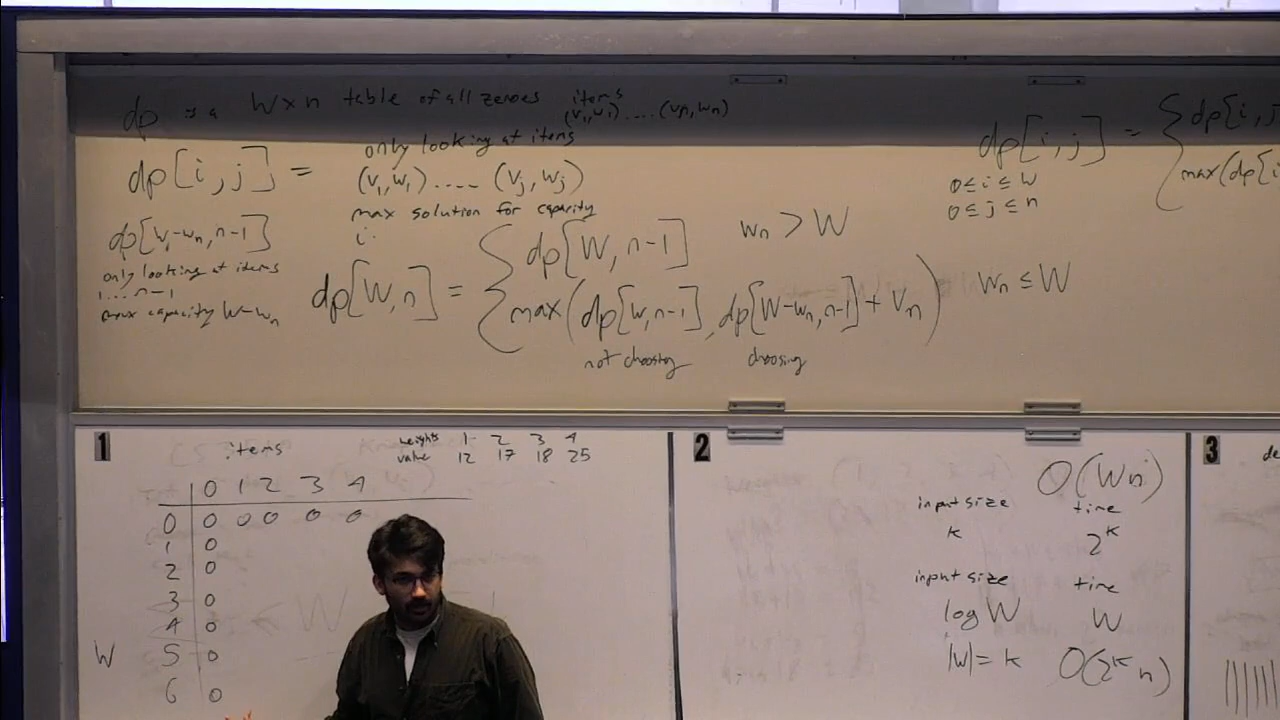 dp is a W×n table of all zeroes items
(v₁,w₁)....(vn,wn)
dp[i,j] = only looking at items
(v₁,w₁).... (vⱼ,wⱼ)
max solution for capacity
i
dp[W-wn,n-1]
only looking at items
1...n-1
max capacity W-wn
dp[W,n] = { dp[W,n-1] wn > W
max(dp[W,n-1], dp[W-wn,n-1]+vn) wn ≤ W
not choosing choosing
dp[i,j] = { dp[i,j
max(dp[i
0≤i≤W
0≤j≤n
1
items
weights 1 2 3 4
value 12 17 18 25
0 1 2 3 4
0 0 0 0 0 0
1 0
2 0
3 0
4 0
W 5 0
6 0
2
O(Wn)
input size time
k 2^k
input size time
log W W
|W|=k O(2^k n)
3